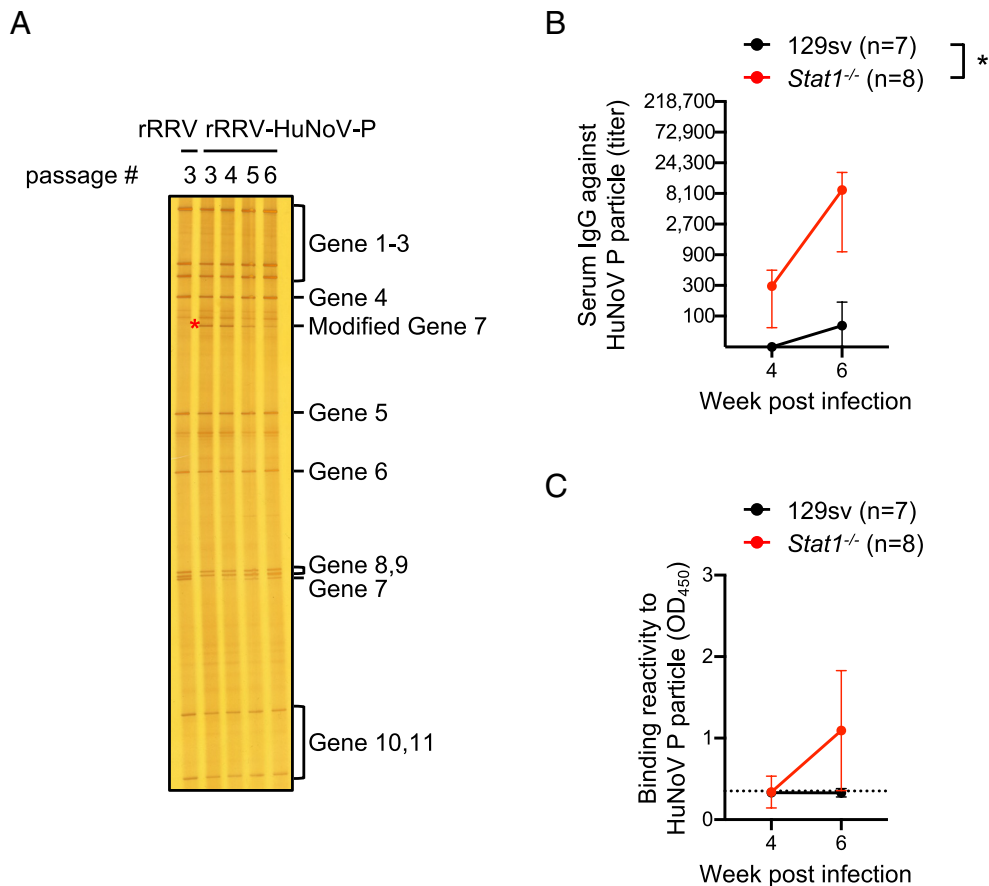 A
rRRV rRRV-HuNoV-P
passage # 3 3 4 5 6
Gene 1-3
Gene 4
* Modified Gene 7
Gene 5
Gene 6
Gene 8,9
Gene 7
Gene 10,11
B
129sv (n=7)
Stat1-/- (n=8)
*
Serum IgG against
HuNoV P particle (titer)
218,700
72,900
24,300
8,100
2,700
900
300
100
4 6
Week post infection
C
129sv (n=7)
Stat1-/- (n=8)
Binding reactivity to
HuNoV P particle (OD450)
3
2
1
0
4 6
Week post infection